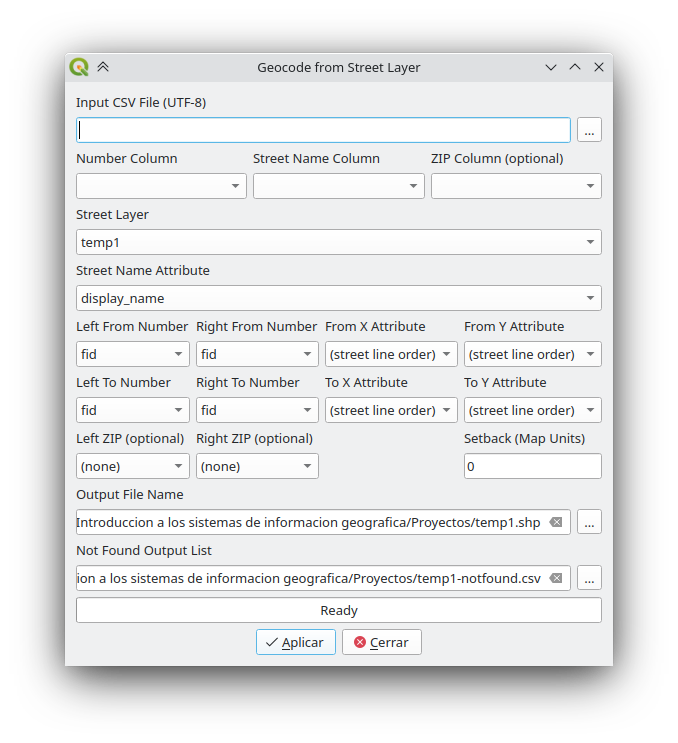 Geocode from Street Layer
Input CSV File (UTF-8)
...
Number Column Street Name Column ZIP Column (optional)
Street Layer
temp1
Street Name Attribute
display_name
Left From Number Right From Number From X Attribute From Y Attribute
fid fid (street line order) (street line order)
Left To Number Right To Number To X Attribute To Y Attribute
fid fid (street line order) (street line order)
Left ZIP (optional) Right ZIP (optional) Setback (Map Units)
(none) (none) 0
Output File Name
Introduccion a los sistemas de informacion geografica/Proyectos/temp1.shp ...
Not Found Output List
ion a los sistemas de informacion geografica/Proyectos/temp1-notfound.csv ...
Ready
Aplicar Cerrar